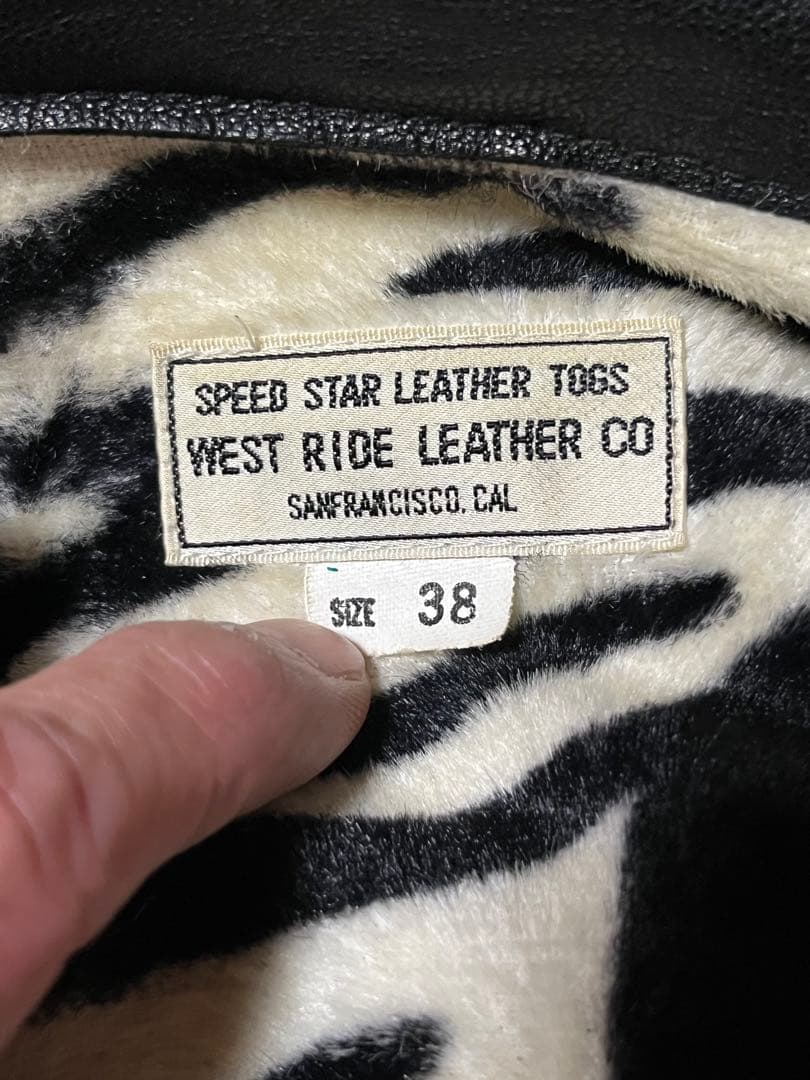 SPEED STAR LEATHER TOGS
WEST RIDE LEATHER CO
SANFRANCISCO, CAL
SIZE 38